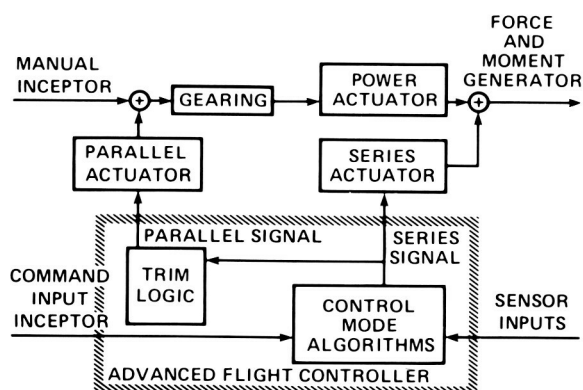 FORCE
AND
MOMENT
GENERATOR
MANUAL
INCEPTOR
+
GEARING
POWER
ACTUATOR
+
PARALLEL
ACTUATOR
SERIES
ACTUATOR
PARALLEL SIGNAL
SERIES
SIGNAL
TRIM
LOGIC
COMMAND
INPUT
INCEPTOR
CONTROL
MODE
ALGORITHMS
SENSOR
INPUTS
ADVANCED FLIGHT CONTROLLER